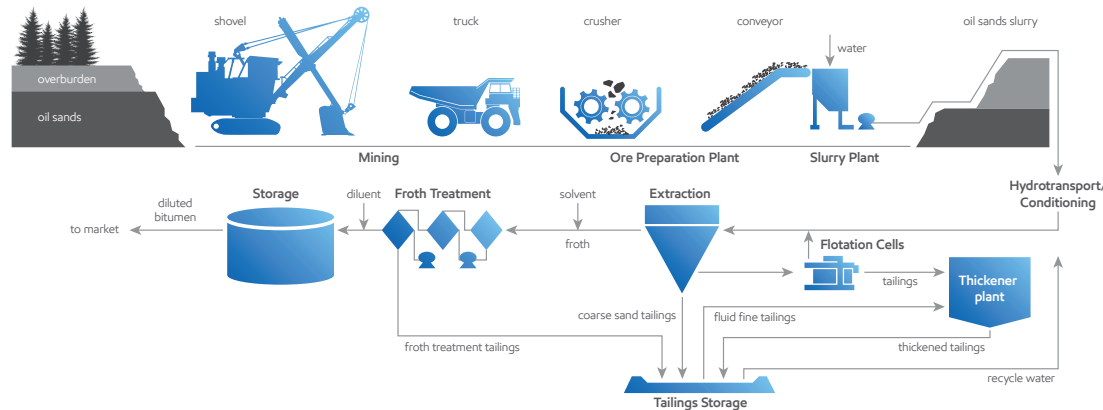 shovel
truck
crusher
conveyor
oil sands slurry
water
overburden
oil sands
Mining
Ore Preparation Plant
Slurry Plant
Hydrotransport/
Conditioning
Storage
diluent
Froth Treatment
solvent
Extraction
diluted
bitumen
to market
froth
Flotation Cells
tailings
Thickener
plant
coarse sand tailings
fluid fine tailings
froth treatment tailings
thickened tailings
recycle water
Tailings Storage